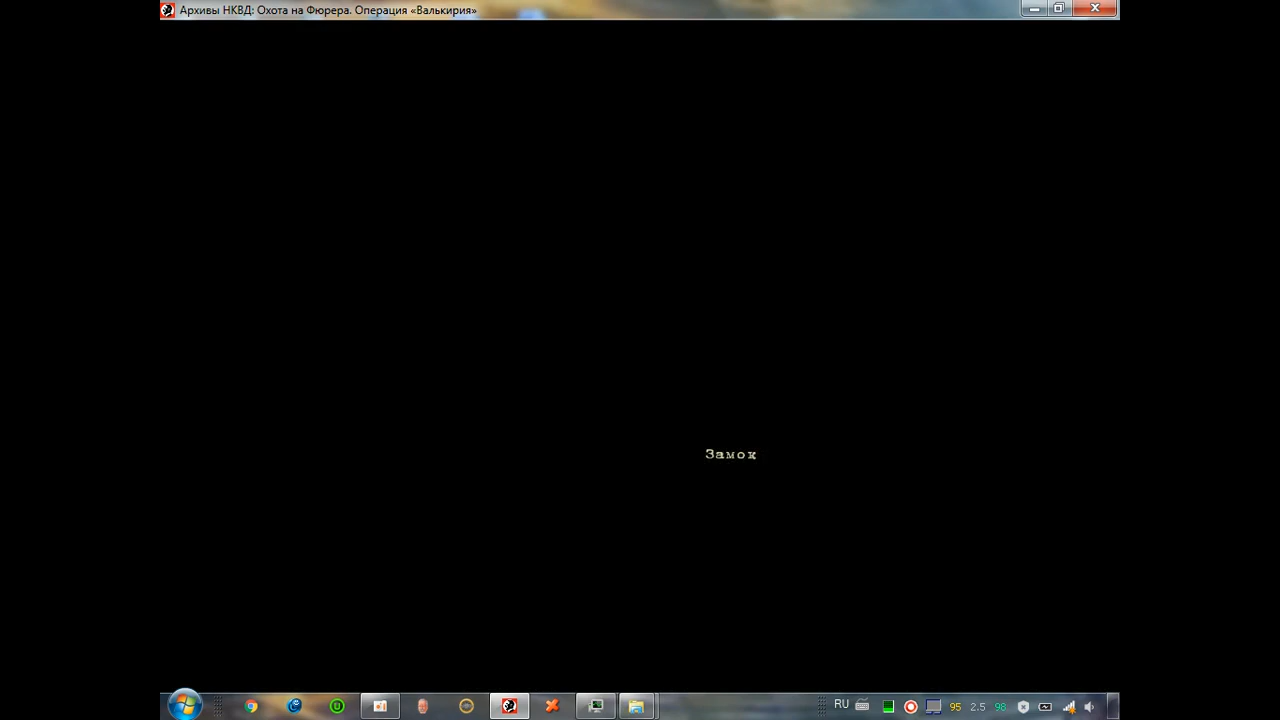 Архивы НКВД: Охота на Фюрера. Операция «Валькирия»
Замок
RU 95 2.5 98